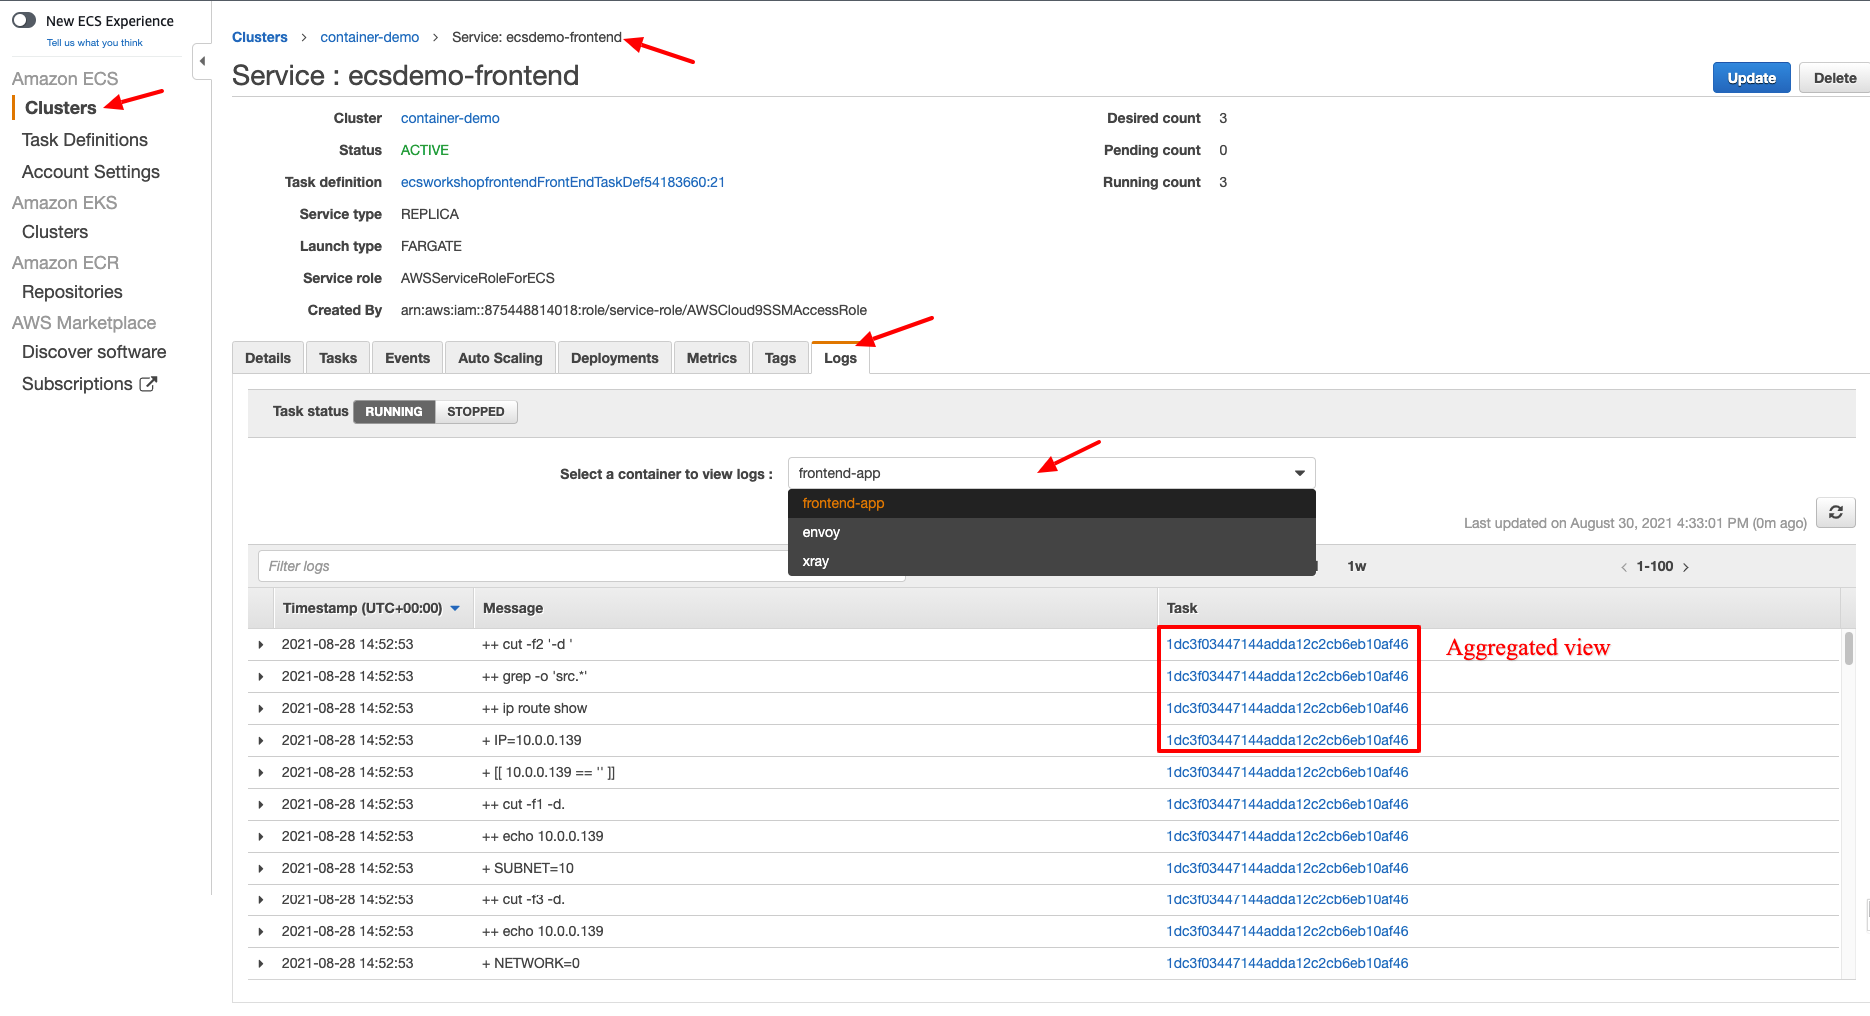 New ECS Experience
Tell us what you think
Amazon ECS
Clusters
Task Definitions
Account Settings
Amazon EKS
Clusters
Amazon ECR
Repositories
AWS Marketplace
Discover software
Subscriptions
Clusters > container-demo > Service: ecsdemo-frontend
Service : ecsdemo-frontend
Update Delete
Cluster container-demo
Status ACTIVE
Task definition ecsworkshopfrontendFrontEndTaskDef54183660:21
Service type REPLICA
Launch type FARGATE
Service role AWSServiceRoleForECS
Created By arn:aws:iam::875448814018:role/service-role/AWSCloud9SSMAccessRole
Desired count 3
Pending count 0
Running count 3
Details Tasks Events Auto Scaling Deployments Metrics Tags Logs
Task status RUNNING STOPPED
Select a container to view logs : frontend-app
frontend-app
envoy
xray
Last updated on August 30, 2021 4:33:01 PM (0m ago)
Filter logs 1w < 1-100 >
Timestamp (UTC+00:00) Message Task
2021-08-28 14:52:53 ++ cut -f2 '-d ' 1dc3f03447144adda12c2cb6eb10af46 Aggregated view
2021-08-28 14:52:53 ++ grep -o 'src.*' 1dc3f03447144adda12c2cb6eb10af46
2021-08-28 14:52:53 ++ ip route show 1dc3f03447144adda12c2cb6eb10af46
2021-08-28 14:52:53 + IP=10.0.0.139 1dc3f03447144adda12c2cb6eb10af46
2021-08-28 14:52:53 + [[ 10.0.0.139 == '' ]] 1dc3f03447144adda12c2cb6eb10af46
2021-08-28 14:52:53 ++ cut -f1 -d. 1dc3f03447144adda12c2cb6eb10af46
2021-08-28 14:52:53 ++ echo 10.0.0.139 1dc3f03447144adda12c2cb6eb10af46
2021-08-28 14:52:53 + SUBNET=10 1dc3f03447144adda12c2cb6eb10af46
2021-08-28 14:52:53 ++ cut -f3 -d. 1dc3f03447144adda12c2cb6eb10af46
2021-08-28 14:52:53 ++ echo 10.0.0.139 1dc3f03447144adda12c2cb6eb10af46
2021-08-28 14:52:53 + NETWORK=0 1dc3f03447144adda12c2cb6eb10af46